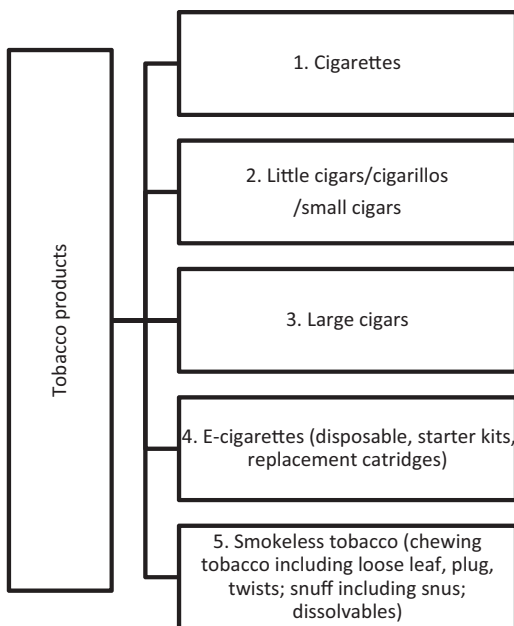 Tobacco products
1. Cigarettes
2. Little cigars/cigarillos
/small cigars
3. Large cigars
4. E-cigarettes (disposable, starter kits,
replacement catridges)
5. Smokeless tobacco (chewing
tobacco including loose leaf, plug,
twists; snuff including snus;
dissolvables)